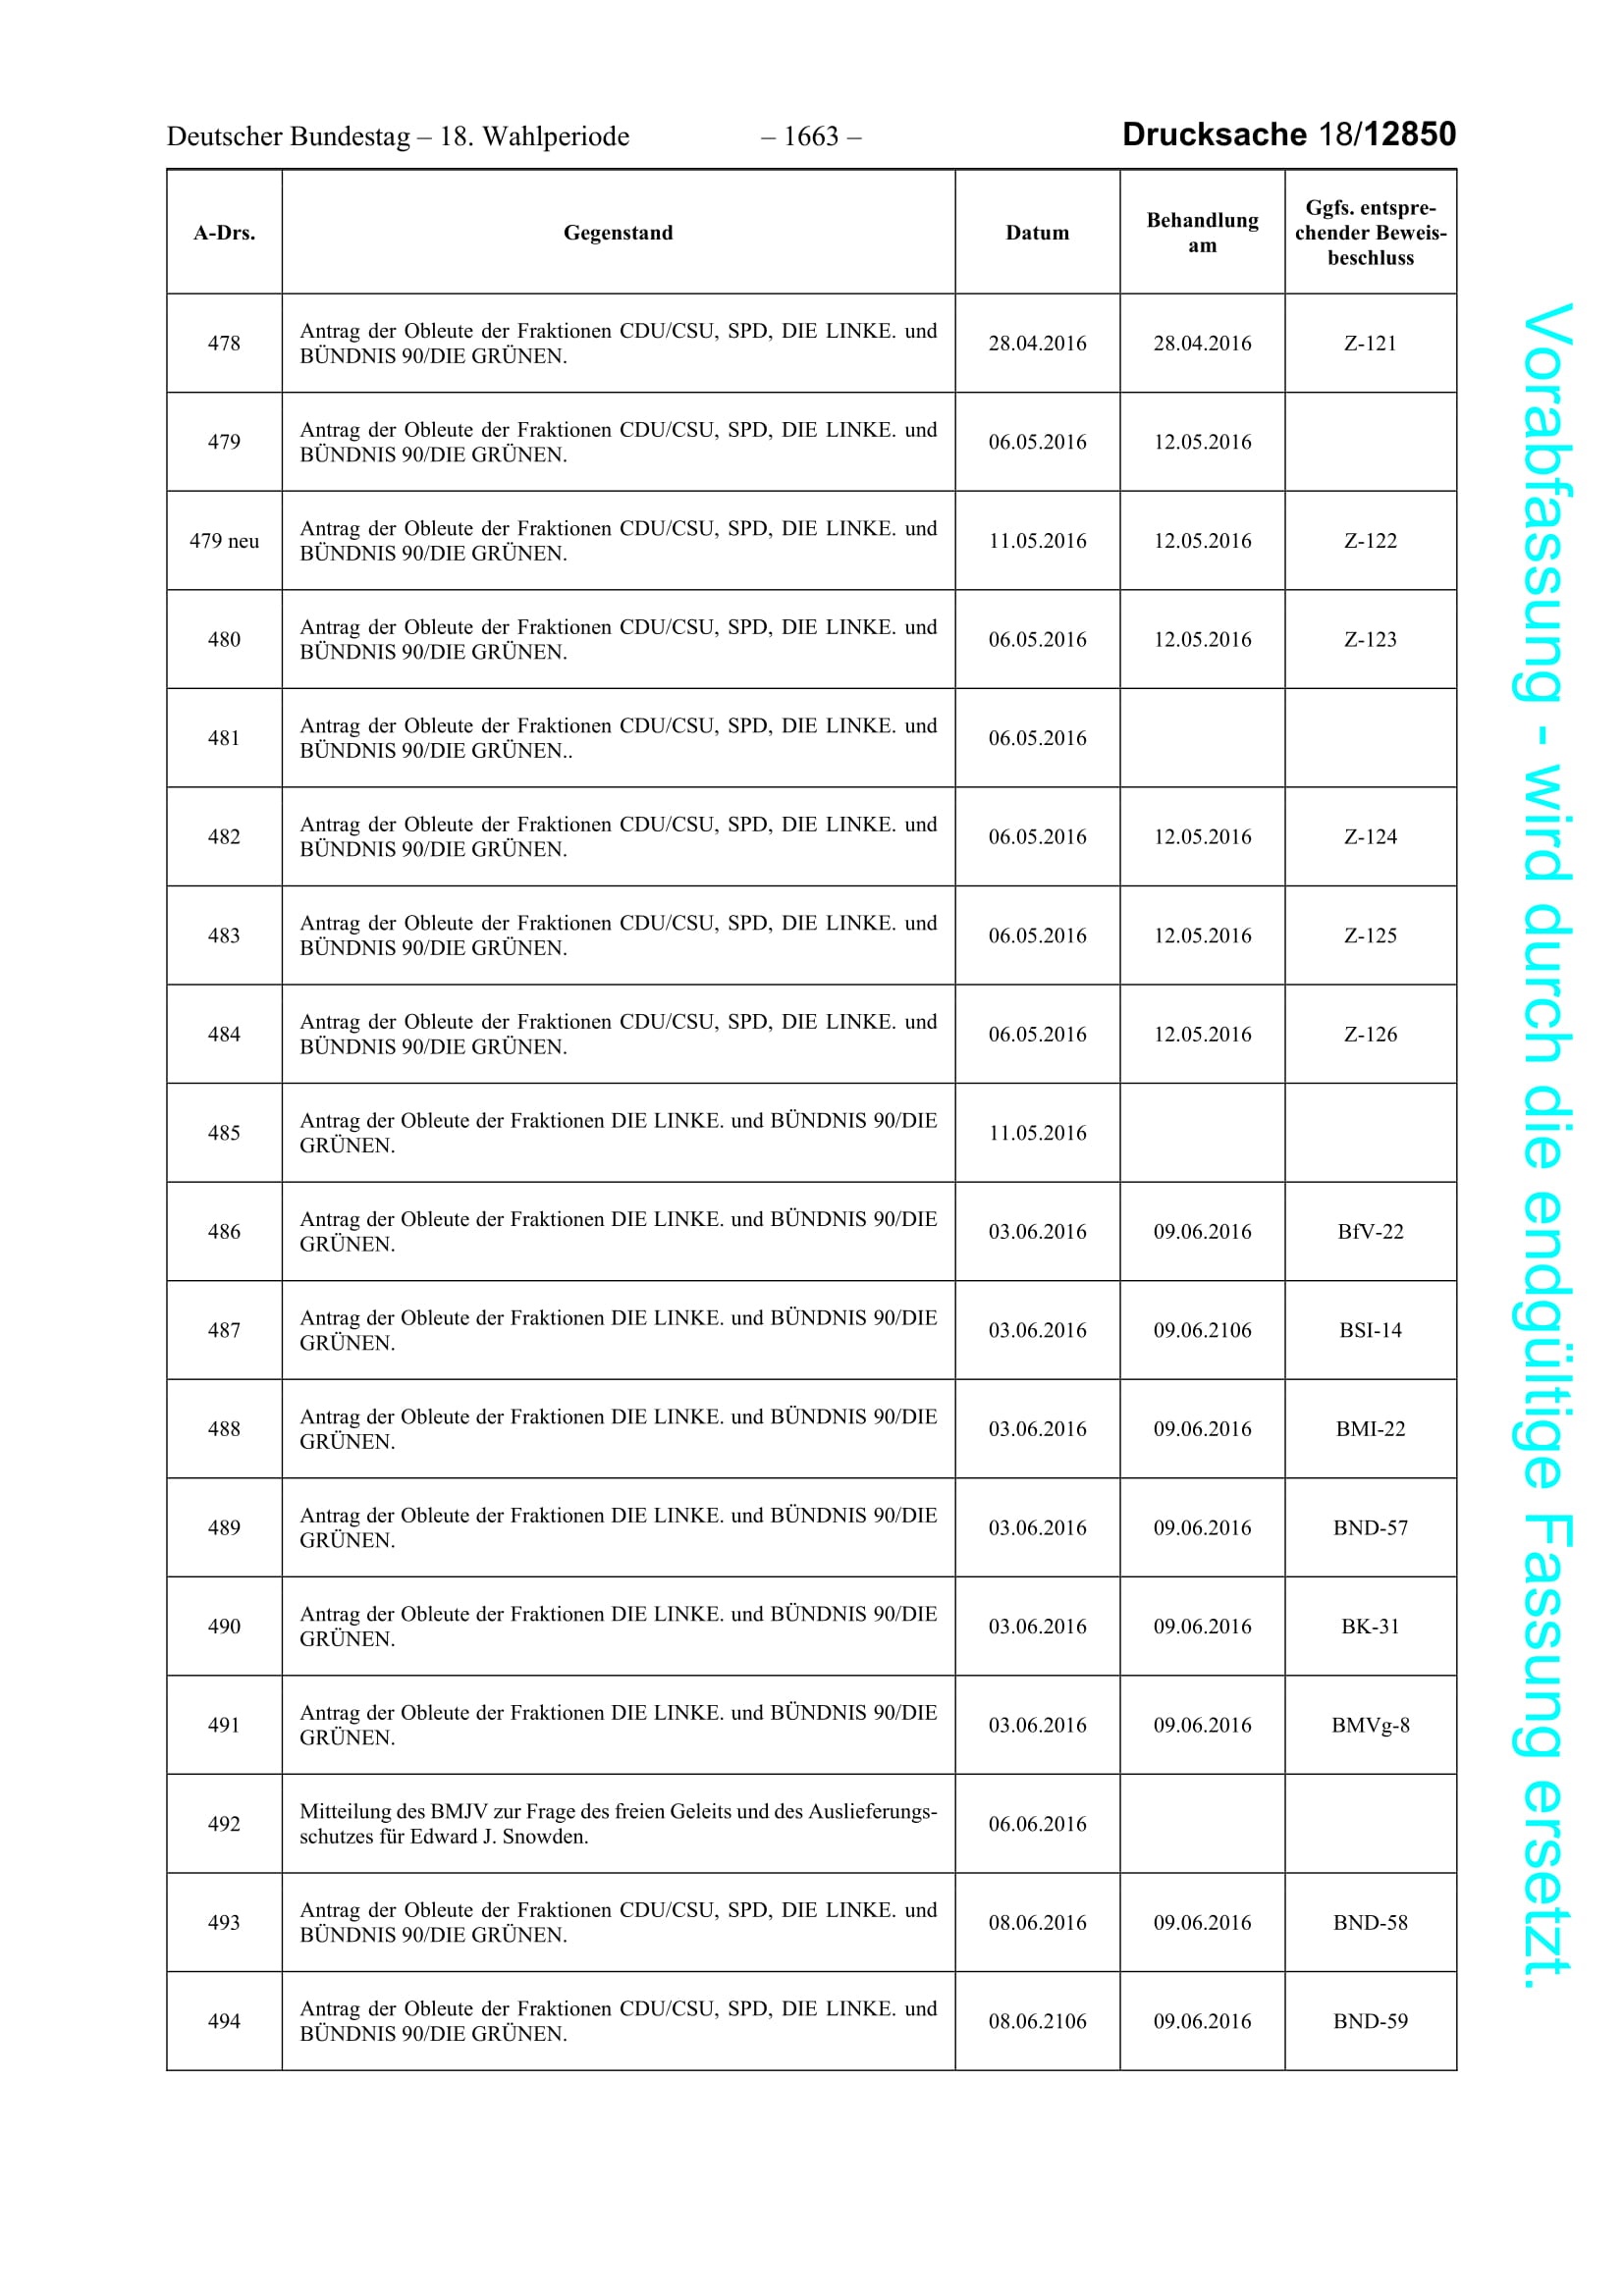 Deutscher Bundestag – 18. Wahlperiode – 1663 – Drucksache 18/12850
A-Drs. Gegenstand Datum Behandlung am Ggfs. entspre-
chender Beweis-
beschluss
478 Antrag der Obleute der Fraktionen CDU/CSU, SPD, DIE LINKE. und
BÜNDNIS 90/DIE GRÜNEN. 28.04.2016 28.04.2016 Z-121
479 Antrag der Obleute der Fraktionen CDU/CSU, SPD, DIE LINKE. und
BÜNDNIS 90/DIE GRÜNEN. 06.05.2016 12.05.2016
479 neu Antrag der Obleute der Fraktionen CDU/CSU, SPD, DIE LINKE. und
BÜNDNIS 90/DIE GRÜNEN. 11.05.2016 12.05.2016 Z-122
480 Antrag der Obleute der Fraktionen CDU/CSU, SPD, DIE LINKE. und
BÜNDNIS 90/DIE GRÜNEN. 06.05.2016 12.05.2016 Z-123
481 Antrag der Obleute der Fraktionen CDU/CSU, SPD, DIE LINKE. und
BÜNDNIS 90/DIE GRÜNEN.. 06.05.2016
482 Antrag der Obleute der Fraktionen CDU/CSU, SPD, DIE LINKE. und
BÜNDNIS 90/DIE GRÜNEN. 06.05.2016 12.05.2016 Z-124
483 Antrag der Obleute der Fraktionen CDU/CSU, SPD, DIE LINKE. und
BÜNDNIS 90/DIE GRÜNEN. 06.05.2016 12.05.2016 Z-125
484 Antrag der Obleute der Fraktionen CDU/CSU, SPD, DIE LINKE. und
BÜNDNIS 90/DIE GRÜNEN. 06.05.2016 12.05.2016 Z-126
485 Antrag der Obleute der Fraktionen DIE LINKE. und BÜNDNIS 90/DIE
GRÜNEN. 11.05.2016
486 Antrag der Obleute der Fraktionen DIE LINKE. und BÜNDNIS 90/DIE
GRÜNEN. 03.06.2016 09.06.2016 BfV-22
487 Antrag der Obleute der Fraktionen DIE LINKE. und BÜNDNIS 90/DIE
GRÜNEN. 03.06.2016 09.06.2106 BSI-14
488 Antrag der Obleute der Fraktionen DIE LINKE. und BÜNDNIS 90/DIE
GRÜNEN. 03.06.2016 09.06.2016 BMI-22
489 Antrag der Obleute der Fraktionen DIE LINKE. und BÜNDNIS 90/DIE
GRÜNEN. 03.06.2016 09.06.2016 BND-57
490 Antrag der Obleute der Fraktionen DIE LINKE. und BÜNDNIS 90/DIE
GRÜNEN. 03.06.2016 09.06.2016 BK-31
491 Antrag der Obleute der Fraktionen DIE LINKE. und BÜNDNIS 90/DIE
GRÜNEN. 03.06.2016 09.06.2016 BMVg-8
492 Mitteilung des BMJV zur Frage des freien Geleits und des Auslieferungs-
schutzes für Edward J. Snowden. 06.06.2016
493 Antrag der Obleute der Fraktionen CDU/CSU, SPD, DIE LINKE. und
BÜNDNIS 90/DIE GRÜNEN. 08.06.2016 09.06.2016 BND-58
494 Antrag der Obleute der Fraktionen CDU/CSU, SPD, DIE LINKE. und
BÜNDNIS 90/DIE GRÜNEN. 08.06.2106 09.06.2016 BND-59
Vorabfassung - wird durch die endgültige Fassung ersetzt.